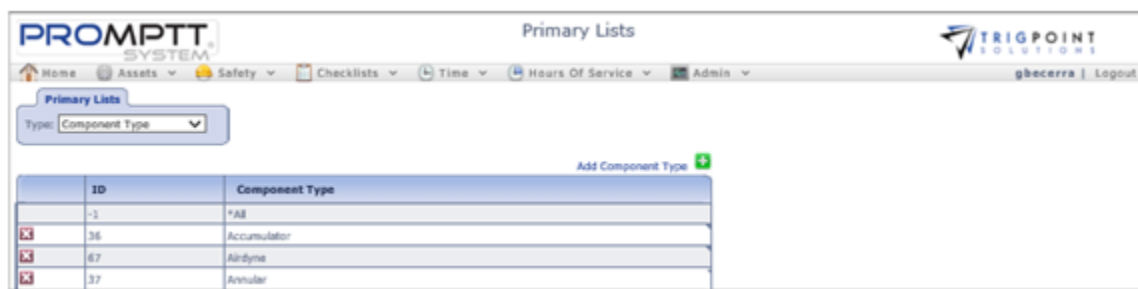 PROMPTT
SYSTEM
Primary Lists
TRIGPOINT
SOLUTIONS
Home Assets Safety Checklists Time Hours Of Service Admin gbecerra | Logout
Primary Lists
Type: Component Type
Add Component Type
ID Component Type
-1 *All
36 Accumulator
67 Airdyne
37 Annular